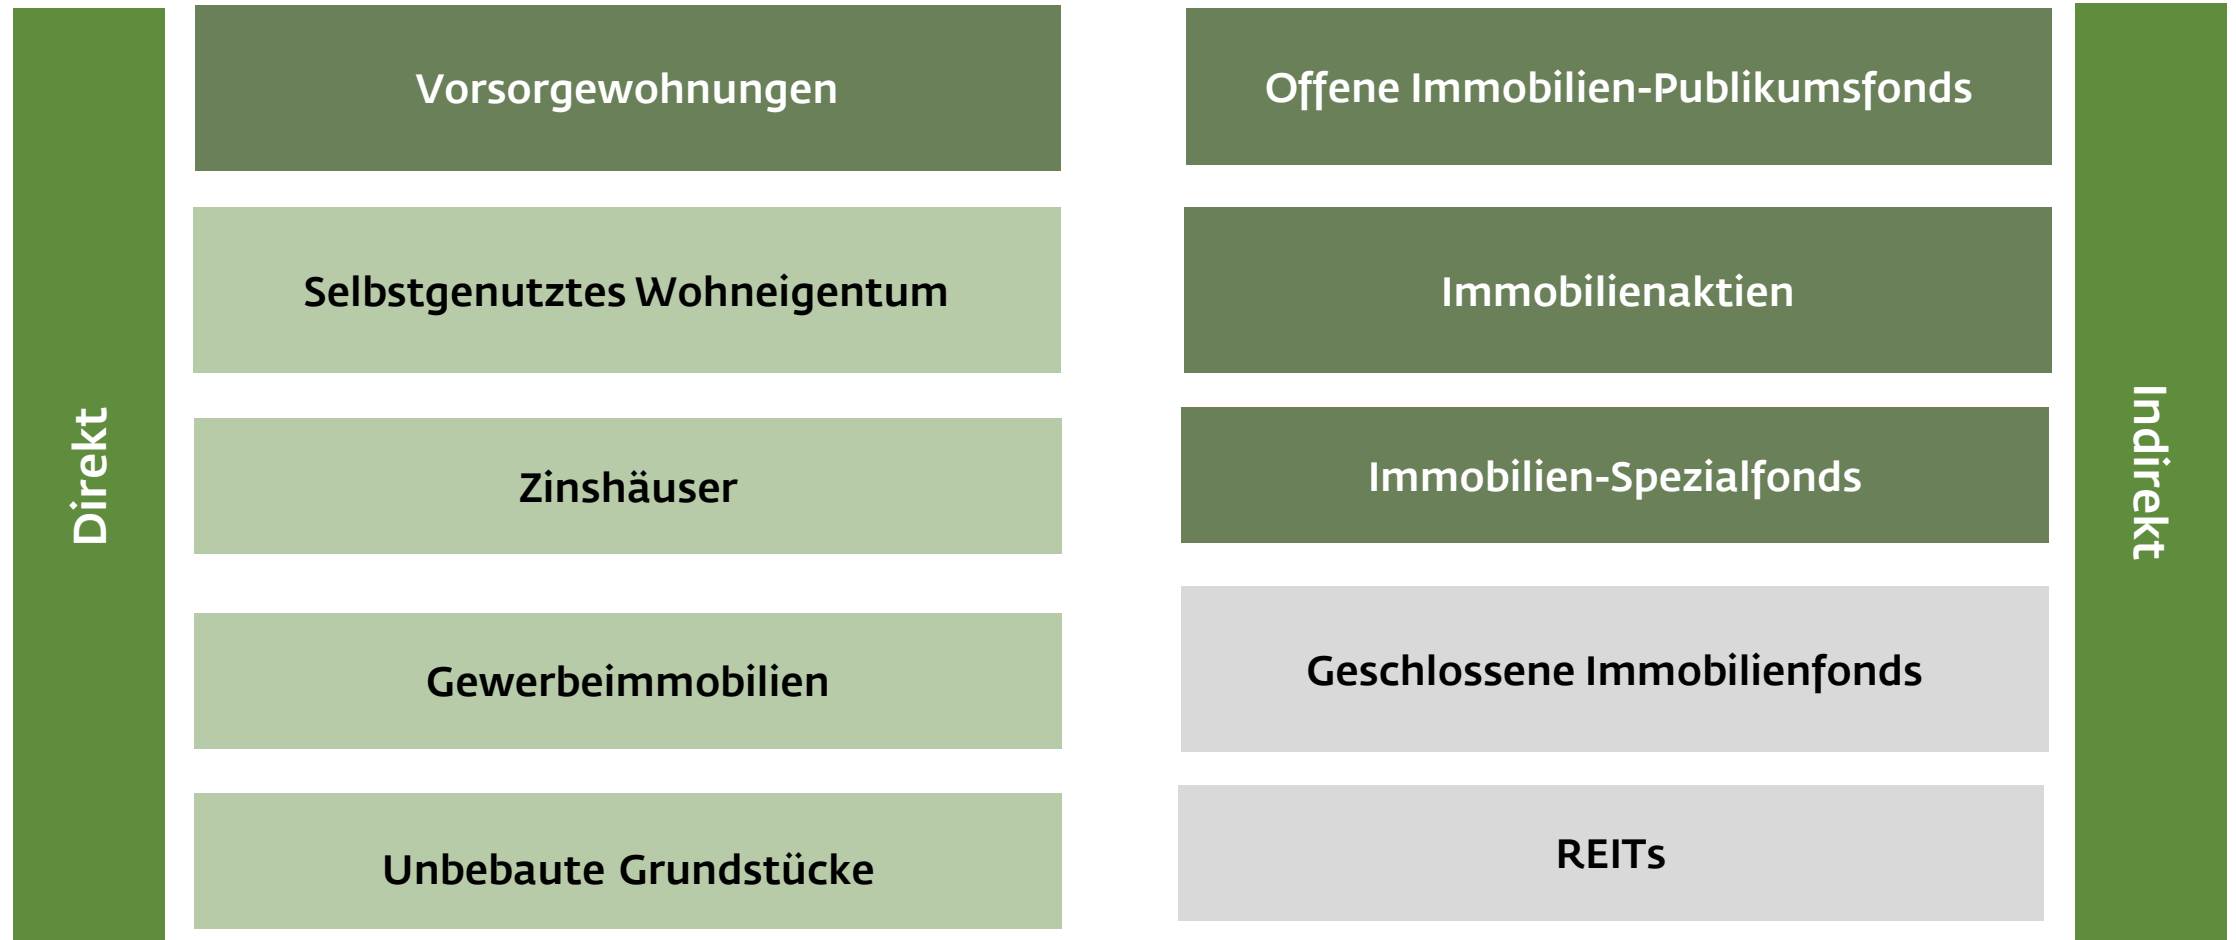 Direkt
Vorsorgewohnungen
Selbstgenutztes Wohneigentum
Zinshäuser
Gewerbeimmobilien
Unbebaute Grundstücke
Offene Immobilien-Publikumsfonds
Immobilienaktien
Immobilien-Spezialfonds
Geschlossene Immobilienfonds
REITs
Indirekt